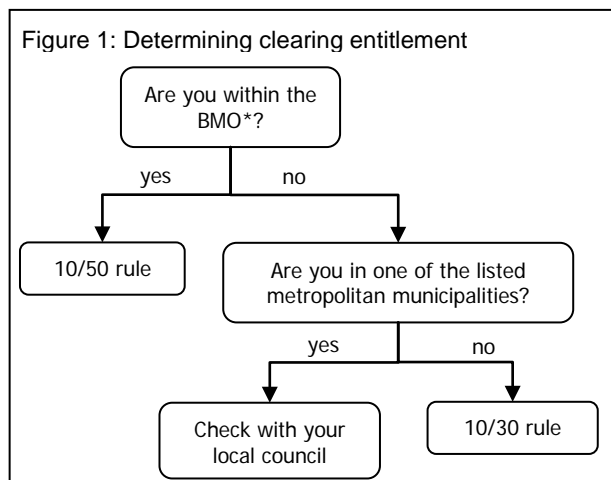 Figure 1: Determining clearing entitlement
Are you within the
BMO*?
yes
no
10/50 rule
Are you in one of the listed
metropolitan municipalities?
yes
no
Check with your
local council
10/30 rule